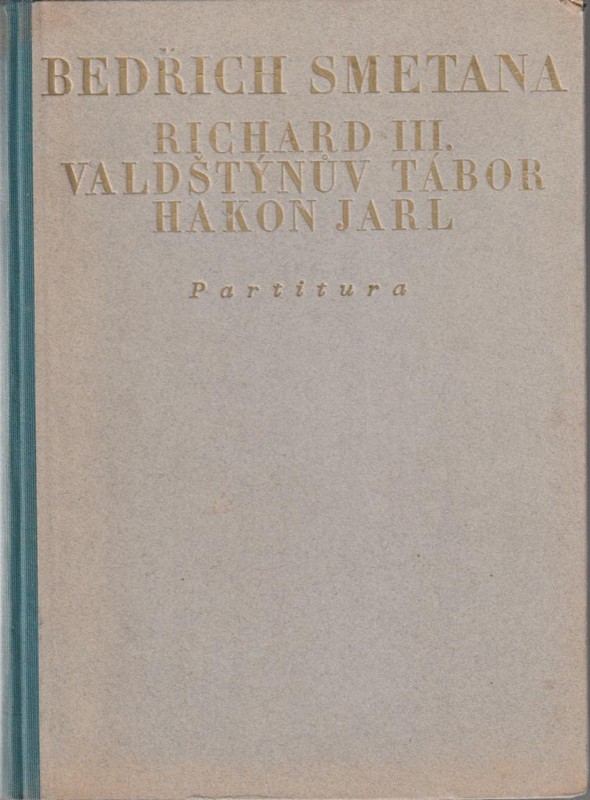 BEDŘICH SMETANA
RICHARD III.
VALDŠTÝNŮV TÁBOR
HAKON JARL
Partitura